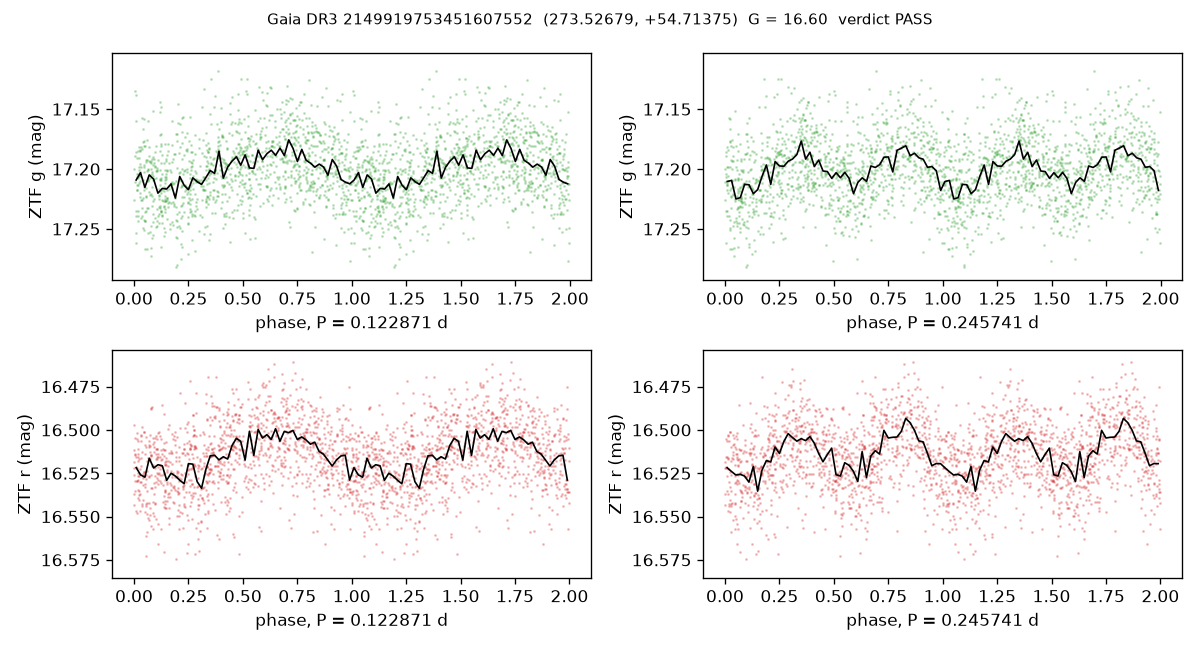 Gaia DR3 2149919753451607552 (273.52679, +54.71375) G = 16.60 verdict PASS
ZTF g (mag)
17.15
17.20
17.25
0.00 0.25 0.50 0.75 1.00 1.25 1.50 1.75 2.00
phase, P = 0.122871 d
ZTF g (mag)
17.15
17.20
17.25
0.00 0.25 0.50 0.75 1.00 1.25 1.50 1.75 2.00
phase, P = 0.245741 d
ZTF r (mag)
16.475
16.500
16.525
16.550
16.575
0.00 0.25 0.50 0.75 1.00 1.25 1.50 1.75 2.00
phase, P = 0.122871 d
ZTF r (mag)
16.475
16.500
16.525
16.550
16.575
0.00 0.25 0.50 0.75 1.00 1.25 1.50 1.75 2.00
phase, P = 0.245741 d